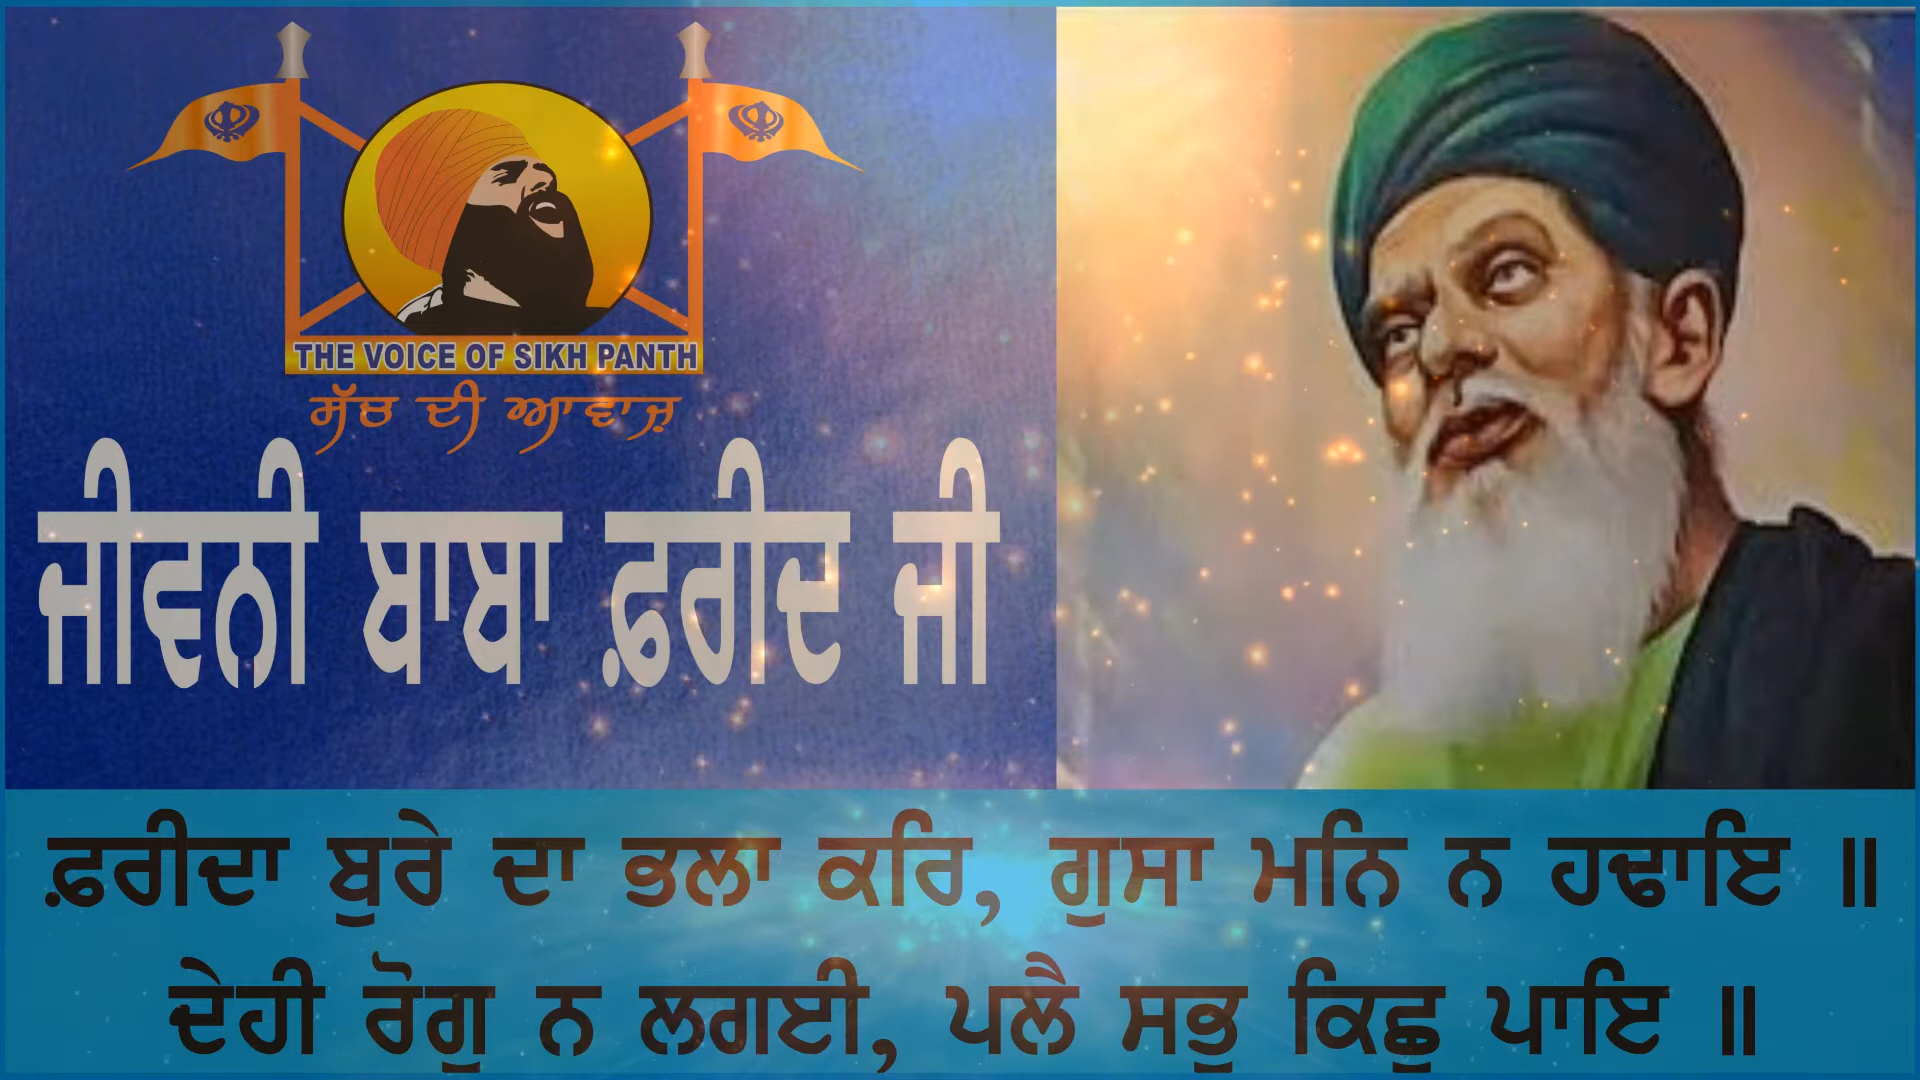 THE VOICE OF SIKH PANTH
ਸੱਚ ਦੀ ਆਵਾਜ਼
ਜੀਵਨੀ ਬਾਬਾ ਫ਼ਰੀਦ ਜੀ
ਫ਼ਰੀਦਾ ਬੁਰੇ ਦਾ ਭਲਾ ਕਰਿ, ਗੁਸਾ ਮਨਿ ਨ ਹਢਾਇ ॥
ਦੇਹੀ ਰੋਗੁ ਨ ਲਗਈ, ਪਲੈ ਸਭੁ ਕਿਛੁ ਪਾਇ ॥